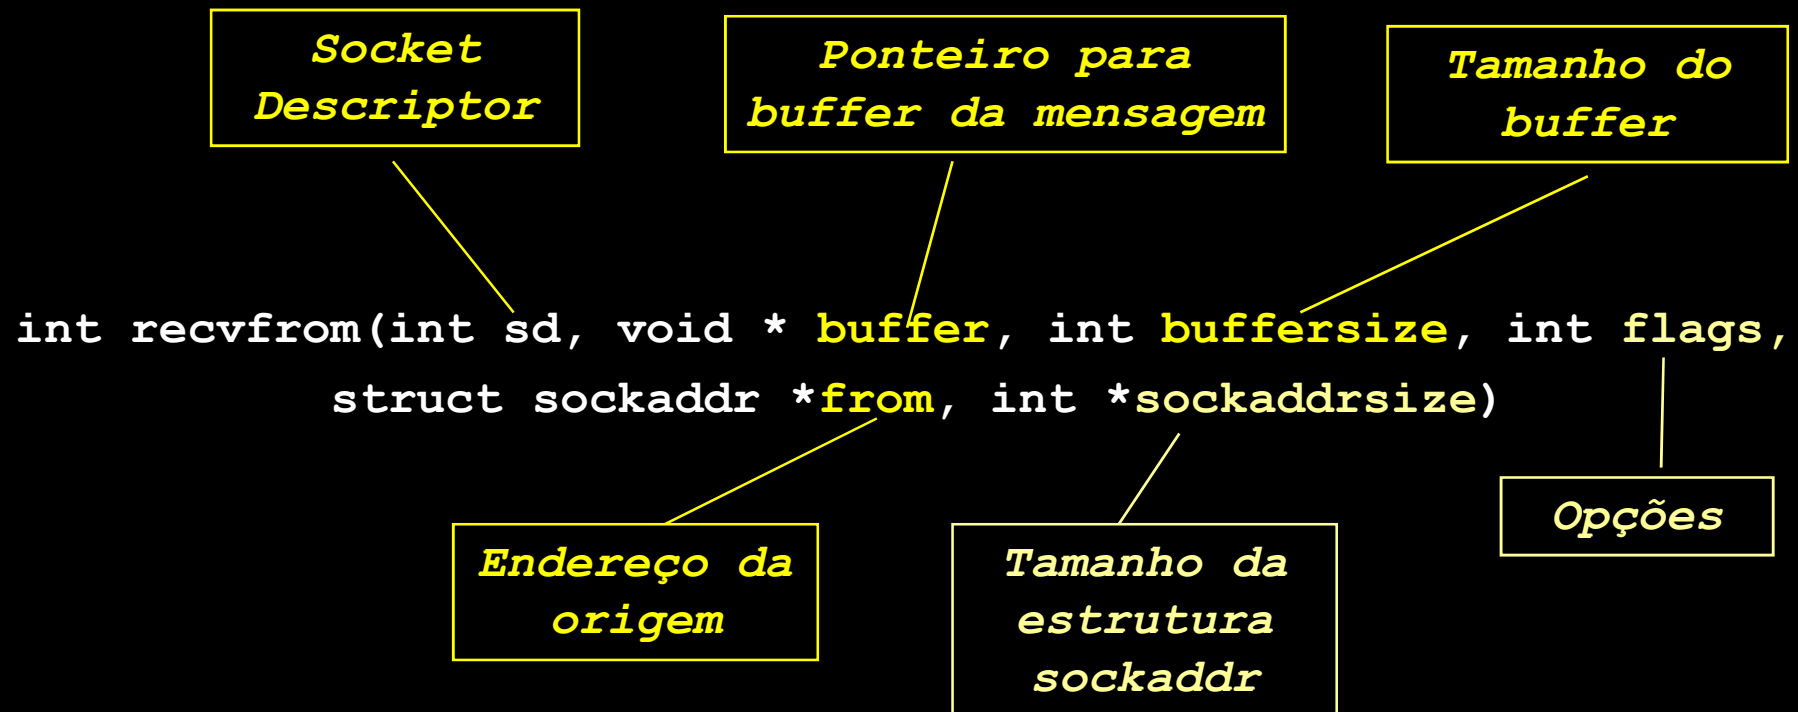 Socket
Descriptor
Ponteiro para
buffer da mensagem
Tamanho do
buffer
int recvfrom(int sd, void * buffer, int buffersize, int flags,
struct sockaddr *from, int *sockaddrsize)
Opções
Endereço da
origem
Tamanho da
estrutura
sockaddr